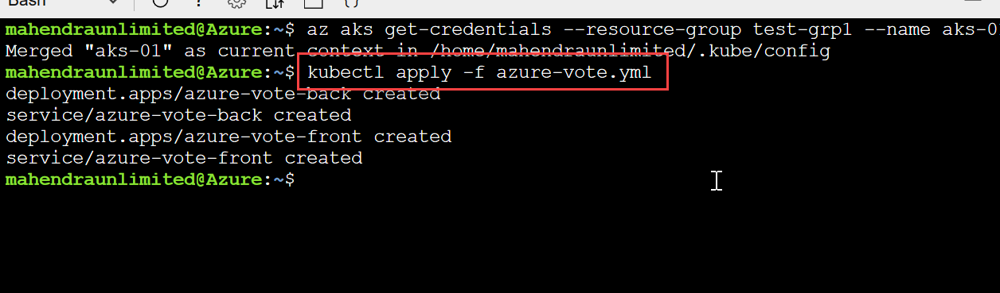 Bash
mahendraunlimited@Azure:~$ az aks get-credentials --resource-group test-grp1 --name aks-01
Merged "aks-01" as current context in /home/mahendraunlimited/.kube/config
mahendraunlimited@Azure:~$ kubectl apply -f azure-vote.yml
deployment.apps/azure-vote-back created
service/azure-vote-back created
deployment.apps/azure-vote-front created
service/azure-vote-front created
mahendraunlimited@Azure:~$